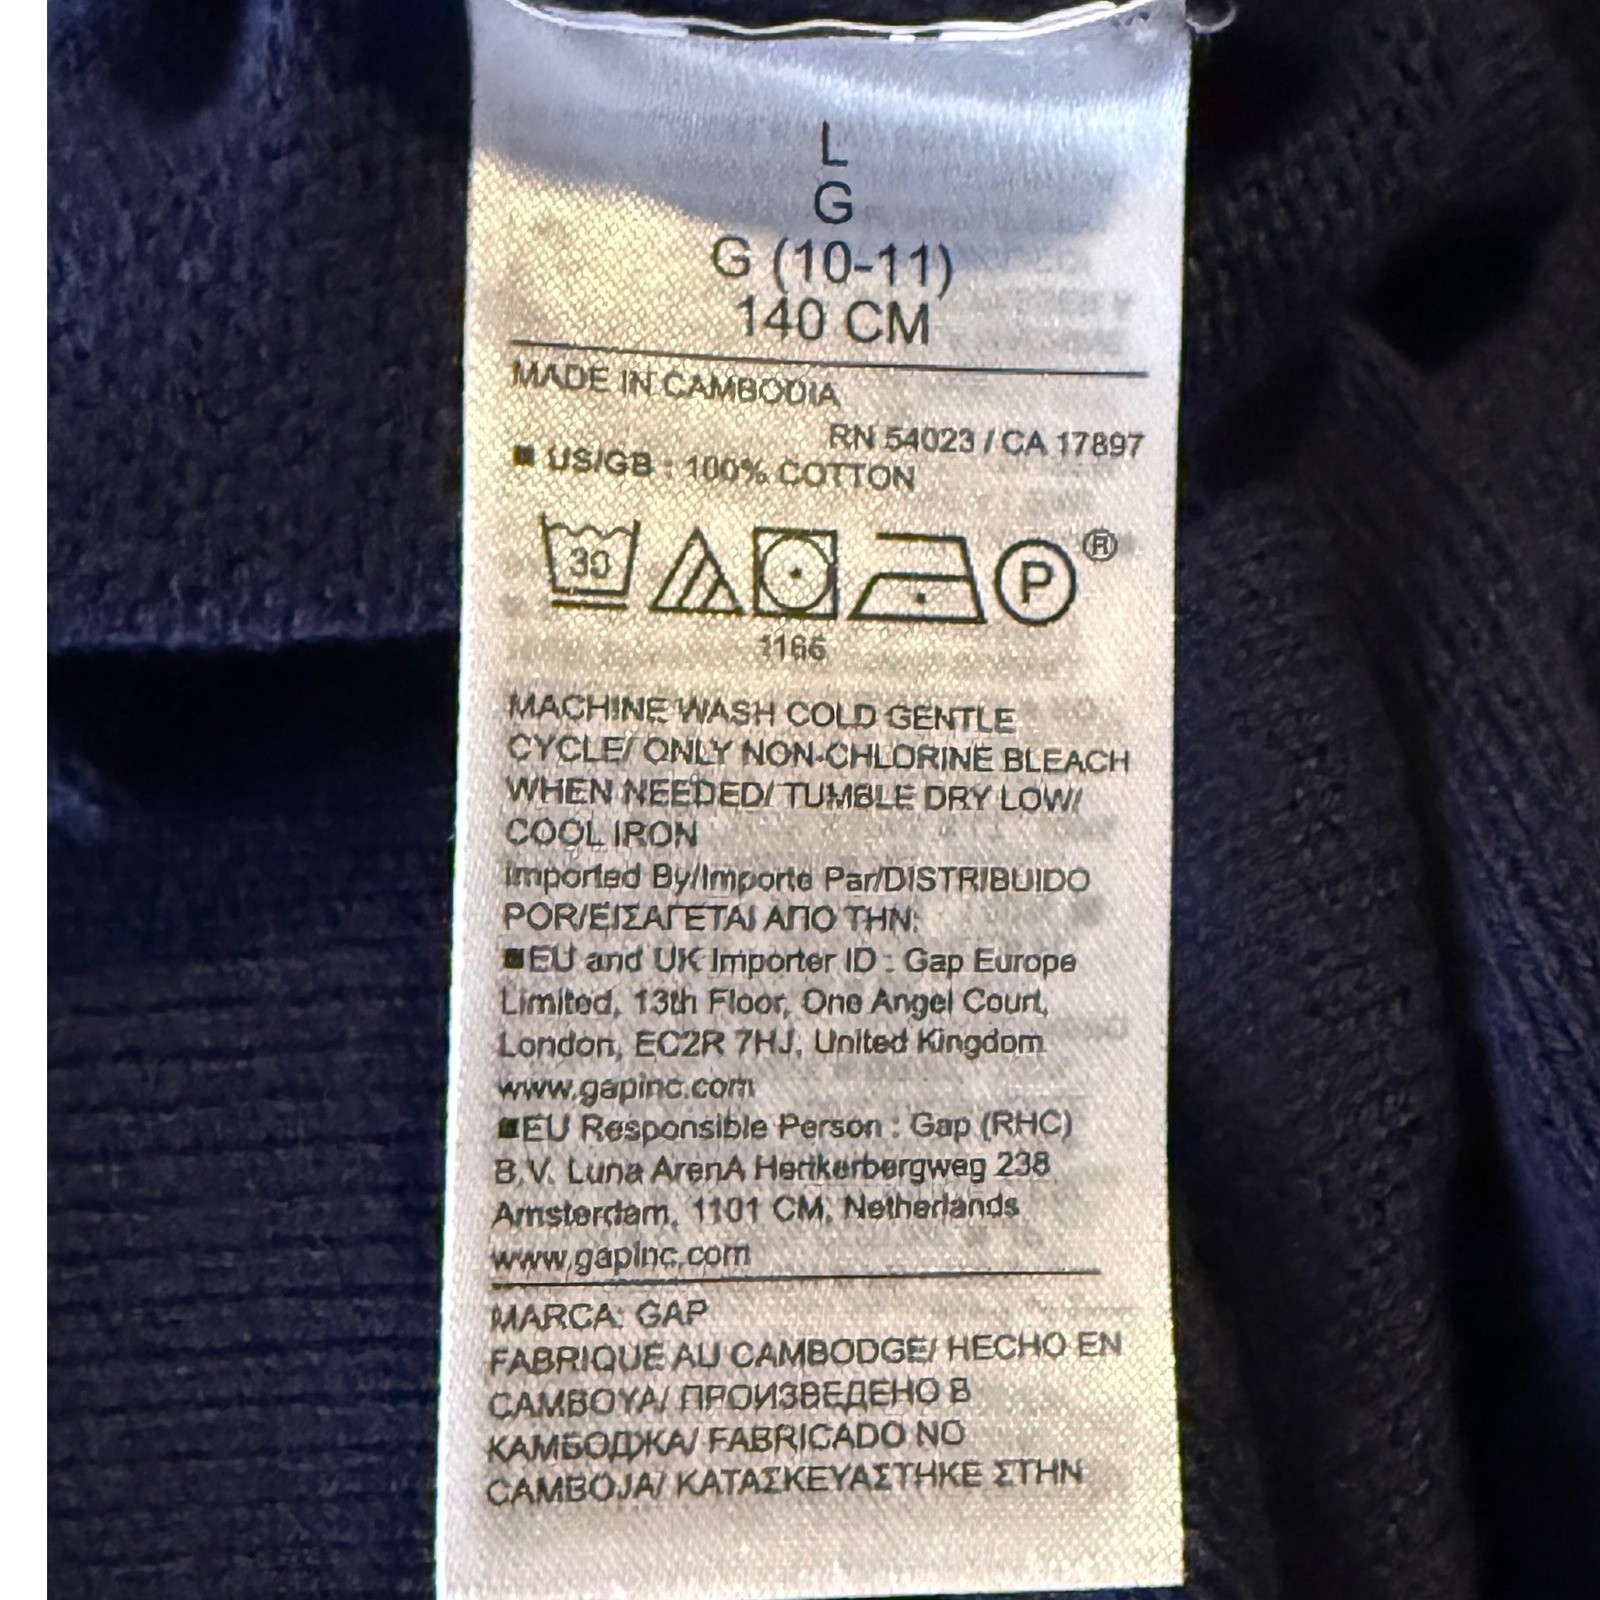 L
G
G (10-11)
140 CM
MADE IN CAMBODIA
RN 54023 / CA 17897
■ US/GB : 100% COTTON
30
P
®
1166
MACHINE WASH COLD GENTLE
CYCLE/ ONLY NON-CHLORINE BLEACH
WHEN NEEDED/ TUMBLE DRY LOW/
COOL IRON
Imported By/Importe Par/DISTRIBUIDO
POR/ΕΙΣΑΓΕΤΑΙ ΑΠΟ ΤΗΝ:
■EU and UK Importer ID : Gap Europe
Limited, 13th Floor, One Angel Court,
London, EC2R 7HJ, United Kingdom
www.gapinc.com
■EU Responsible Person : Gap (RHC)
B.V. Luna ArenA Herikerbergweg 238
Amsterdam, 1101 CM, Netherlands
www.gapinc.com
MARCA: GAP
FABRIQUÉ AU CAMBODGE/ HECHO EN
CAMBOYA/ ПРОИЗВЕДЕНО В
КАМБОДЖА/ FABRICADO NO
CAMBOJA/ ΚΑΤΑΣΚΕΥΑΣΤΗΚΕ ΣΤΗΝ